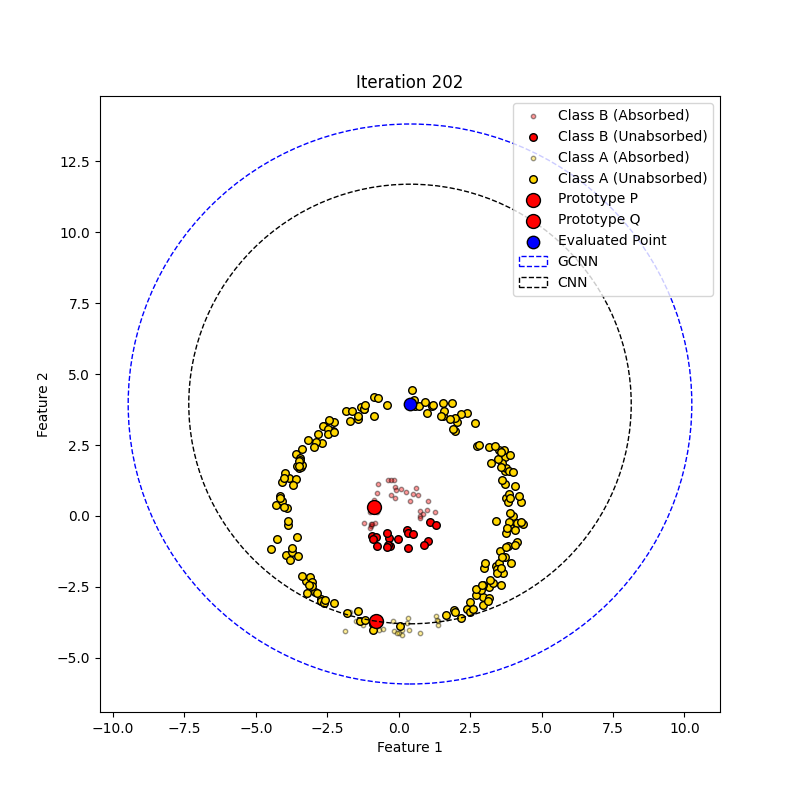 Iteration 202
Class B (Absorbed)
Class B (Unabsorbed)
Class A (Absorbed)
Class A (Unabsorbed)
Prototype P
Prototype Q
Evaluated Point
GCNN
CNN
12.5
10.0
7.5
5.0
2.5
0.0
−2.5
−5.0
Feature 2
−10.0 −7.5 −5.0 −2.5 0.0 2.5 5.0 7.5 10.0
Feature 1